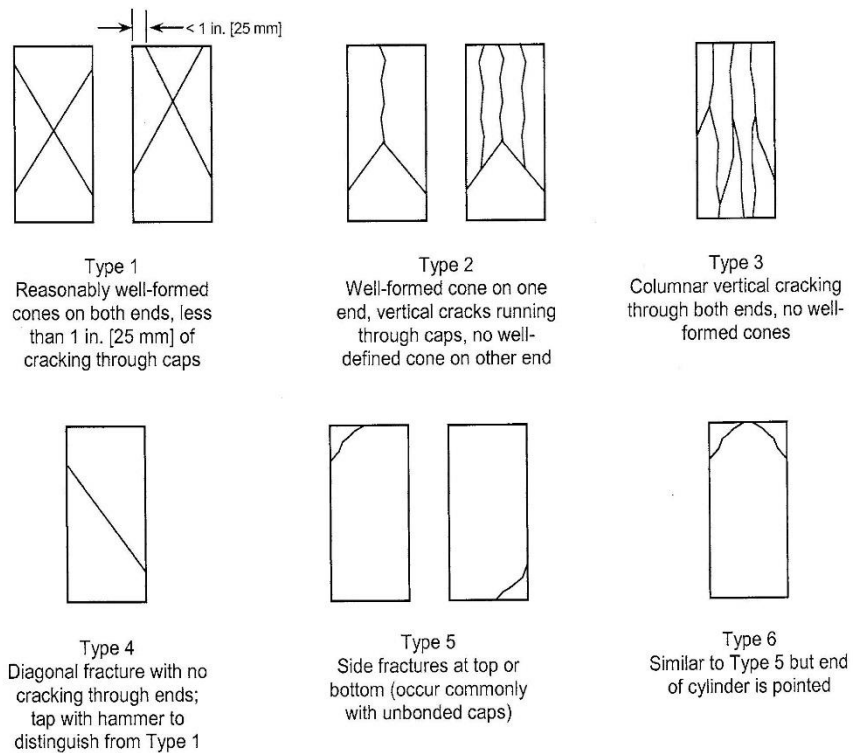 < 1 in. [25 mm]
Type 1
Reasonably well-formed
cones on both ends, less
than 1 in. [25 mm] of
cracking through caps
Type 2
Well-formed cone on one
end, vertical cracks running
through caps, no well-
defined cone on other end
Type 3
Columnar vertical cracking
through both ends, no well-
formed cones
Type 4
Diagonal fracture with no
cracking through ends;
tap with hammer to
distinguish from Type 1
Type 5
Side fractures at top or
bottom (occur commonly
with unbonded caps)
Type 6
Similar to Type 5 but end
of cylinder is pointed